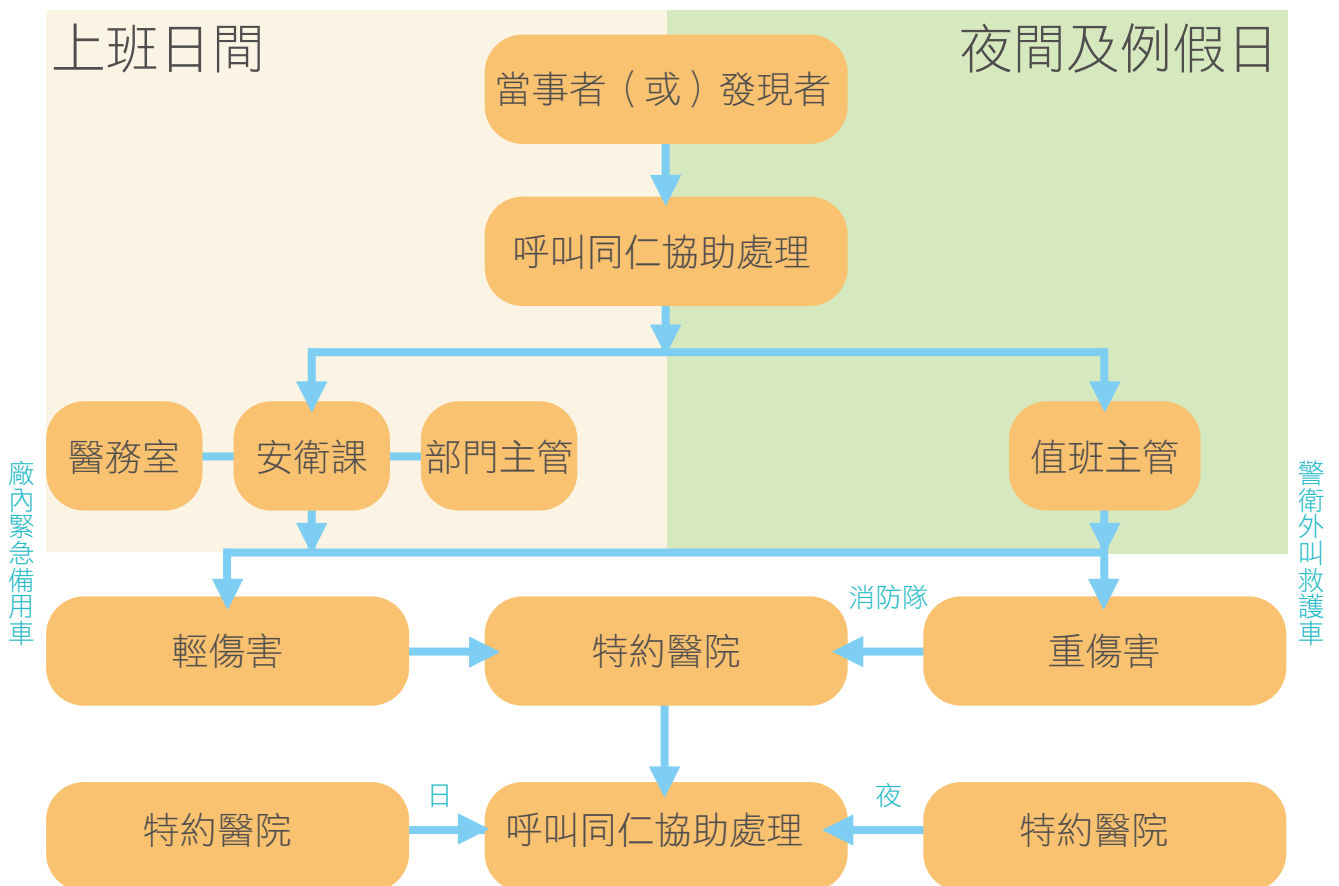 上班日間
夜間及例假日
當事者（或）發現者
呼叫同仁協助處理
醫務室
安衛課
部門主管
值班主管
廠內緊急備用車
警衛外叫救護車
輕傷害
特約醫院
消防隊
重傷害
特約醫院
日
呼叫同仁協助處理
夜
特約醫院